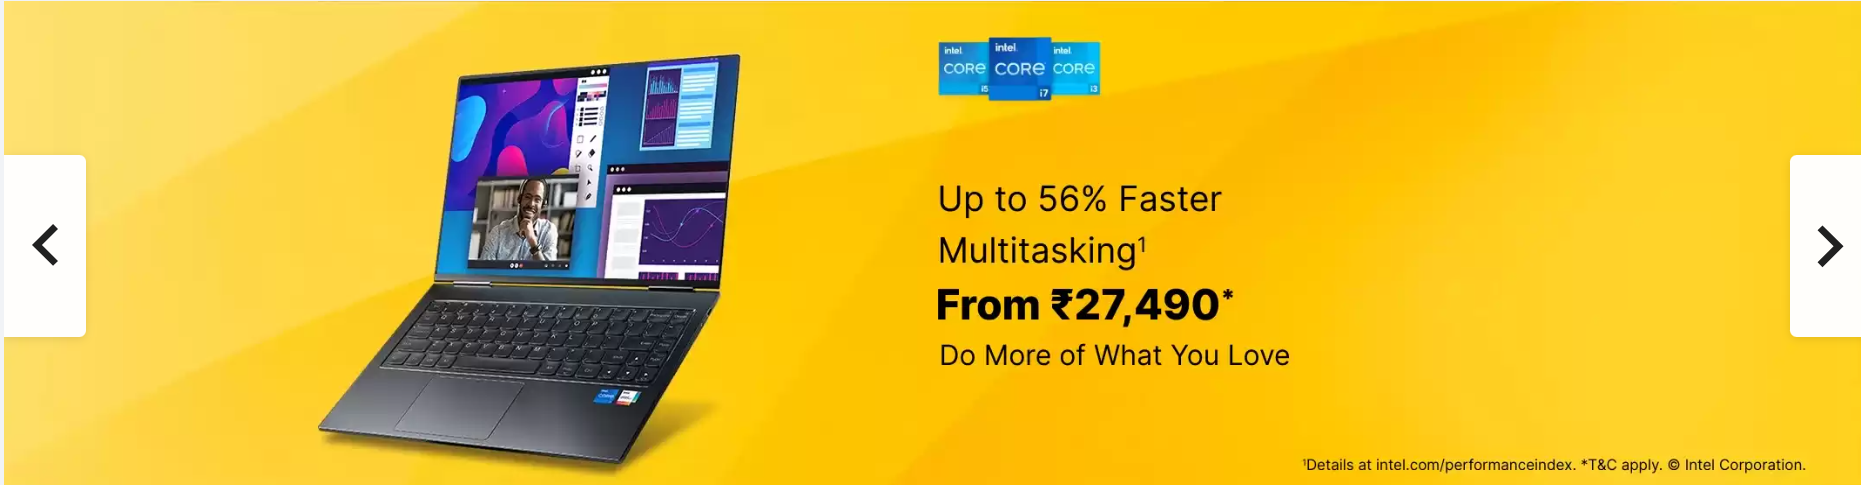 intel
CORE
i5
intel
CORE
i7
intel
CORE
i3
Up to 56% Faster
Multitasking¹
From ₹27,490*
Do More of What You Love
¹Details at intel.com/performanceindex. *T&C apply. © Intel Corporation.